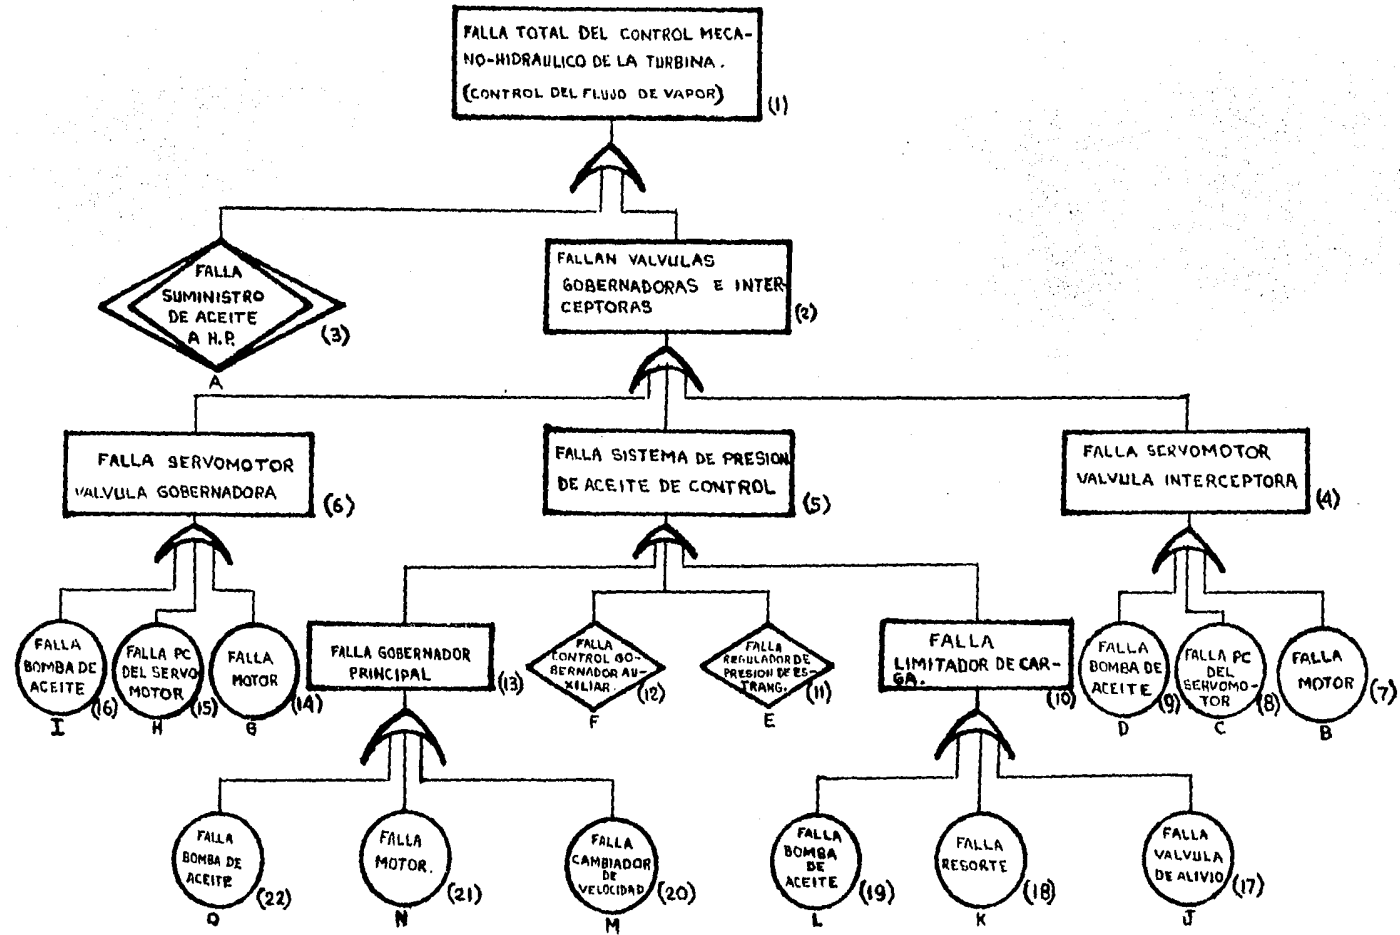 FALLA TOTAL DEL CONTROL MECA-
NO-HIDRAULICO DE LA TURBINA.
(CONTROL DEL FLUJO DE VAPOR)
(1)
FALLA
SUMINISTRO
DE ACEITE
A H.P.
(3)
A
FALLAN VALVULAS
GOBERNADORAS E INTER-
CEPTORAS
(2)
FALLA SERVOMOTOR
VALVULA GOBERNADORA
(6)
FALLA SISTEMA DE PRESION
DE ACEITE DE CONTROL
(5)
FALLA SERVOMOTOR
VALVULA INTERCEPTORA
(4)
FALLA
BOMBA DE
ACEITE
(16)
I
FALLA PC
DEL SERVO
MOTOR
(15)
H
FALLA
MOTOR
(14)
G
FALLA GOBERNADOR
PRINCIPAL
(13)
FALLA
CONTROL GO-
BERNADOR AU-
XILIAR.
(12)
F
FALLA
REGULADOR DE
PRESION DE ES-
TRANG.
(11)
E
FALLA
LIMITADOR DE CAR-
GA.
(10)
FALLA
BOMBA DE
ACEITE
(9)
D
FALLA PC
DEL
SERVOMO-
TOR
(8)
C
FALLA
MOTOR
(7)
B
FALLA
BOMBA DE
ACEITE
(22)
O
FALLA
MOTOR.
(21)
N
FALLA
CAMBIADOR
DE
VELOCIDAD
(20)
M
FALLA
BOMBA
DE
ACEITE
(19)
L
FALLA
RESORTE
(18)
K
FALLA
VALVULA
DE ALIVIO
(17)
J